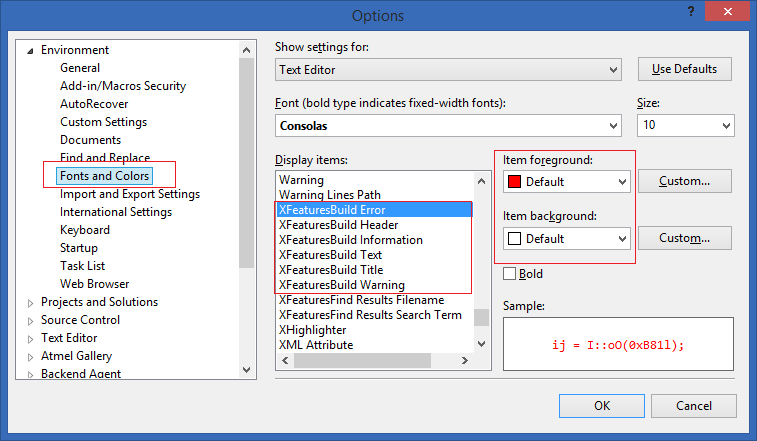 Options
?
Environment
General
Add-in/Macros Security
AutoRecover
Custom Settings
Documents
Find and Replace
Fonts and Colors
Import and Export Settings
International Settings
Keyboard
Startup
Task List
Web Browser
Projects and Solutions
Source Control
Text Editor
Atmel Gallery
Backend Agent
Show settings for:
Text Editor
Use Defaults
Font (bold type indicates fixed-width fonts):
Size:
Consolas
10
Display items:
Warning
Warning Lines Path
XFeaturesBuild Error
XFeaturesBuild Header
XFeaturesBuild Information
XFeaturesBuild Text
XFeaturesBuild Title
XFeaturesBuild Warning
XFeaturesFind Results Filename
XFeaturesFind Results Search Term
XHighlighter
XML Attribute
Item foreground:
Default
Custom...
Item background:
Default
Custom...
Bold
Sample:
ij = I::oO(0xB81l);
OK
Cancel